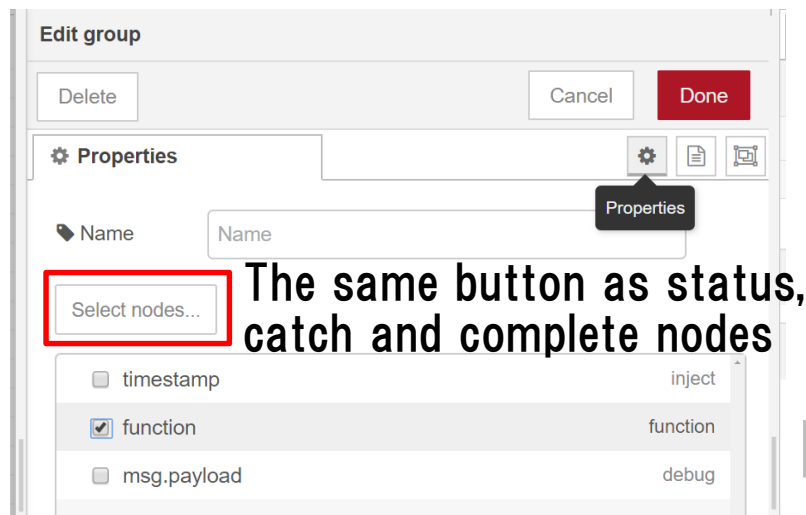 Edit group
Delete
Cancel
Done
Properties
Properties
Name
Name
Select nodes...
The same button as status,
catch and complete nodes
timestamp inject
function function
msg.payload debug